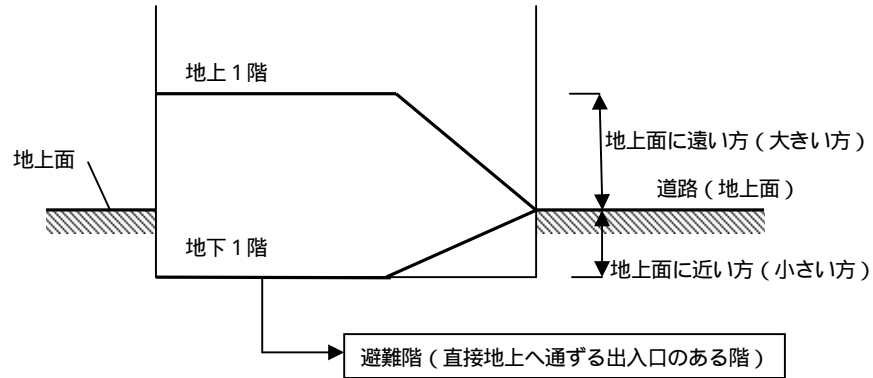 地上１階
地上面に遠い方（大きい方）
地上面
道路（地上面）
地下１階
地上面に近い方（小さい方）
避難階（直接地上へ通ずる出入口のある階）